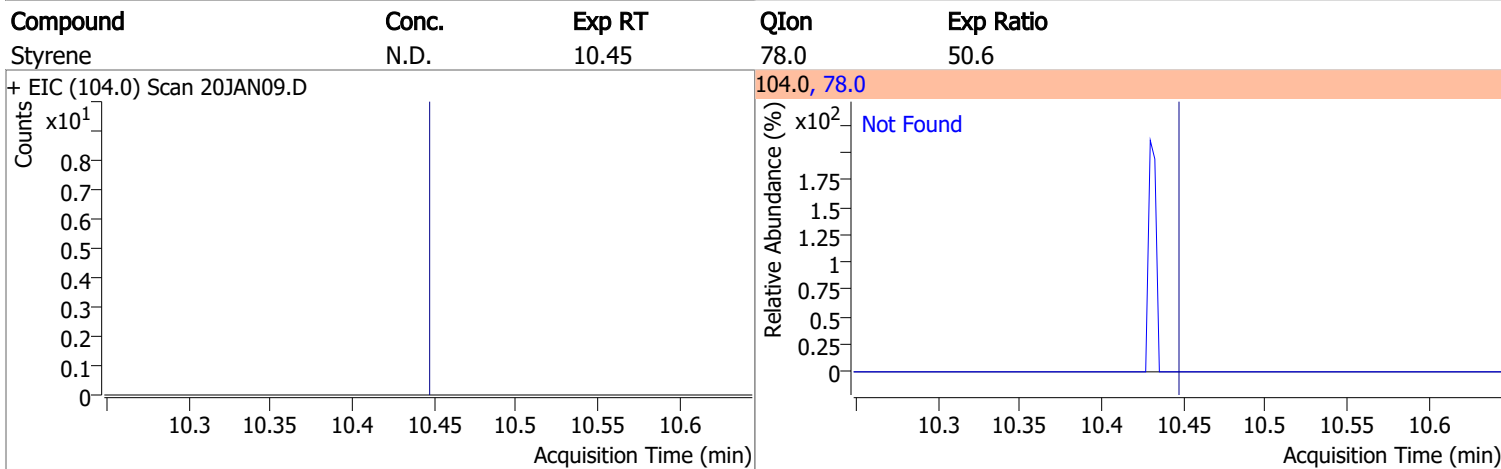 Compound Conc. Exp RT QIon Exp Ratio
Styrene N.D. 10.45 78.0 50.6
+ EIC (104.0) Scan 20JAN09.D
104.0, 78.0
Counts
x10¹
0.8
0.7
0.6
0.5
0.4
0.3
0.2
0.1
0
10.3 10.35 10.4 10.45 10.5 10.55 10.6
Acquisition Time (min)
Relative Abundance (%)
x10²
Not Found
1.75
1.5
1.25
1
0.75
0.5
0.25
0
10.3 10.35 10.4 10.45 10.5 10.55 10.6
Acquisition Time (min)